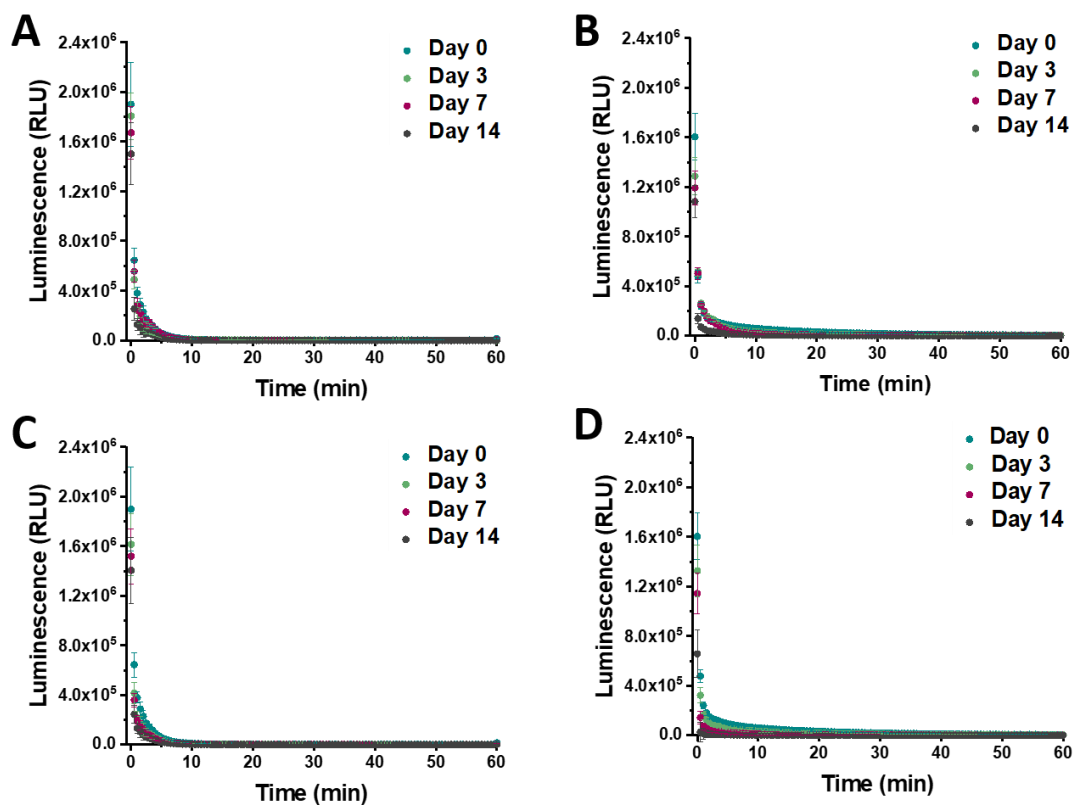 A
Luminescence (RLU)
2.4x10⁶
2.0x10⁶
1.6x10⁶
1.2x10⁶
8.0x10⁵
4.0x10⁵
0.0
0 10 20 30 40 50 60
Time (min)
Day 0
Day 3
Day 7
Day 14
B
Luminescence (RLU)
2.4x10⁶
2.0x10⁶
1.6x10⁶
1.2x10⁶
8.0x10⁵
4.0x10⁵
0.0
0 10 20 30 40 50 60
Time (min)
Day 0
Day 3
Day 7
Day 14
C
Luminescence (RLU)
2.4x10⁶
2.0x10⁶
1.6x10⁶
1.2x10⁶
8.0x10⁵
4.0x10⁵
0.0
0 10 20 30 40 50 60
Time (min)
Day 0
Day 3
Day 7
Day 14
D
Luminescence (RLU)
2.4x10⁶
2.0x10⁶
1.6x10⁶
1.2x10⁶
8.0x10⁵
4.0x10⁵
0.0
0 10 20 30 40 50 60
Time (min)
Day 0
Day 3
Day 7
Day 14